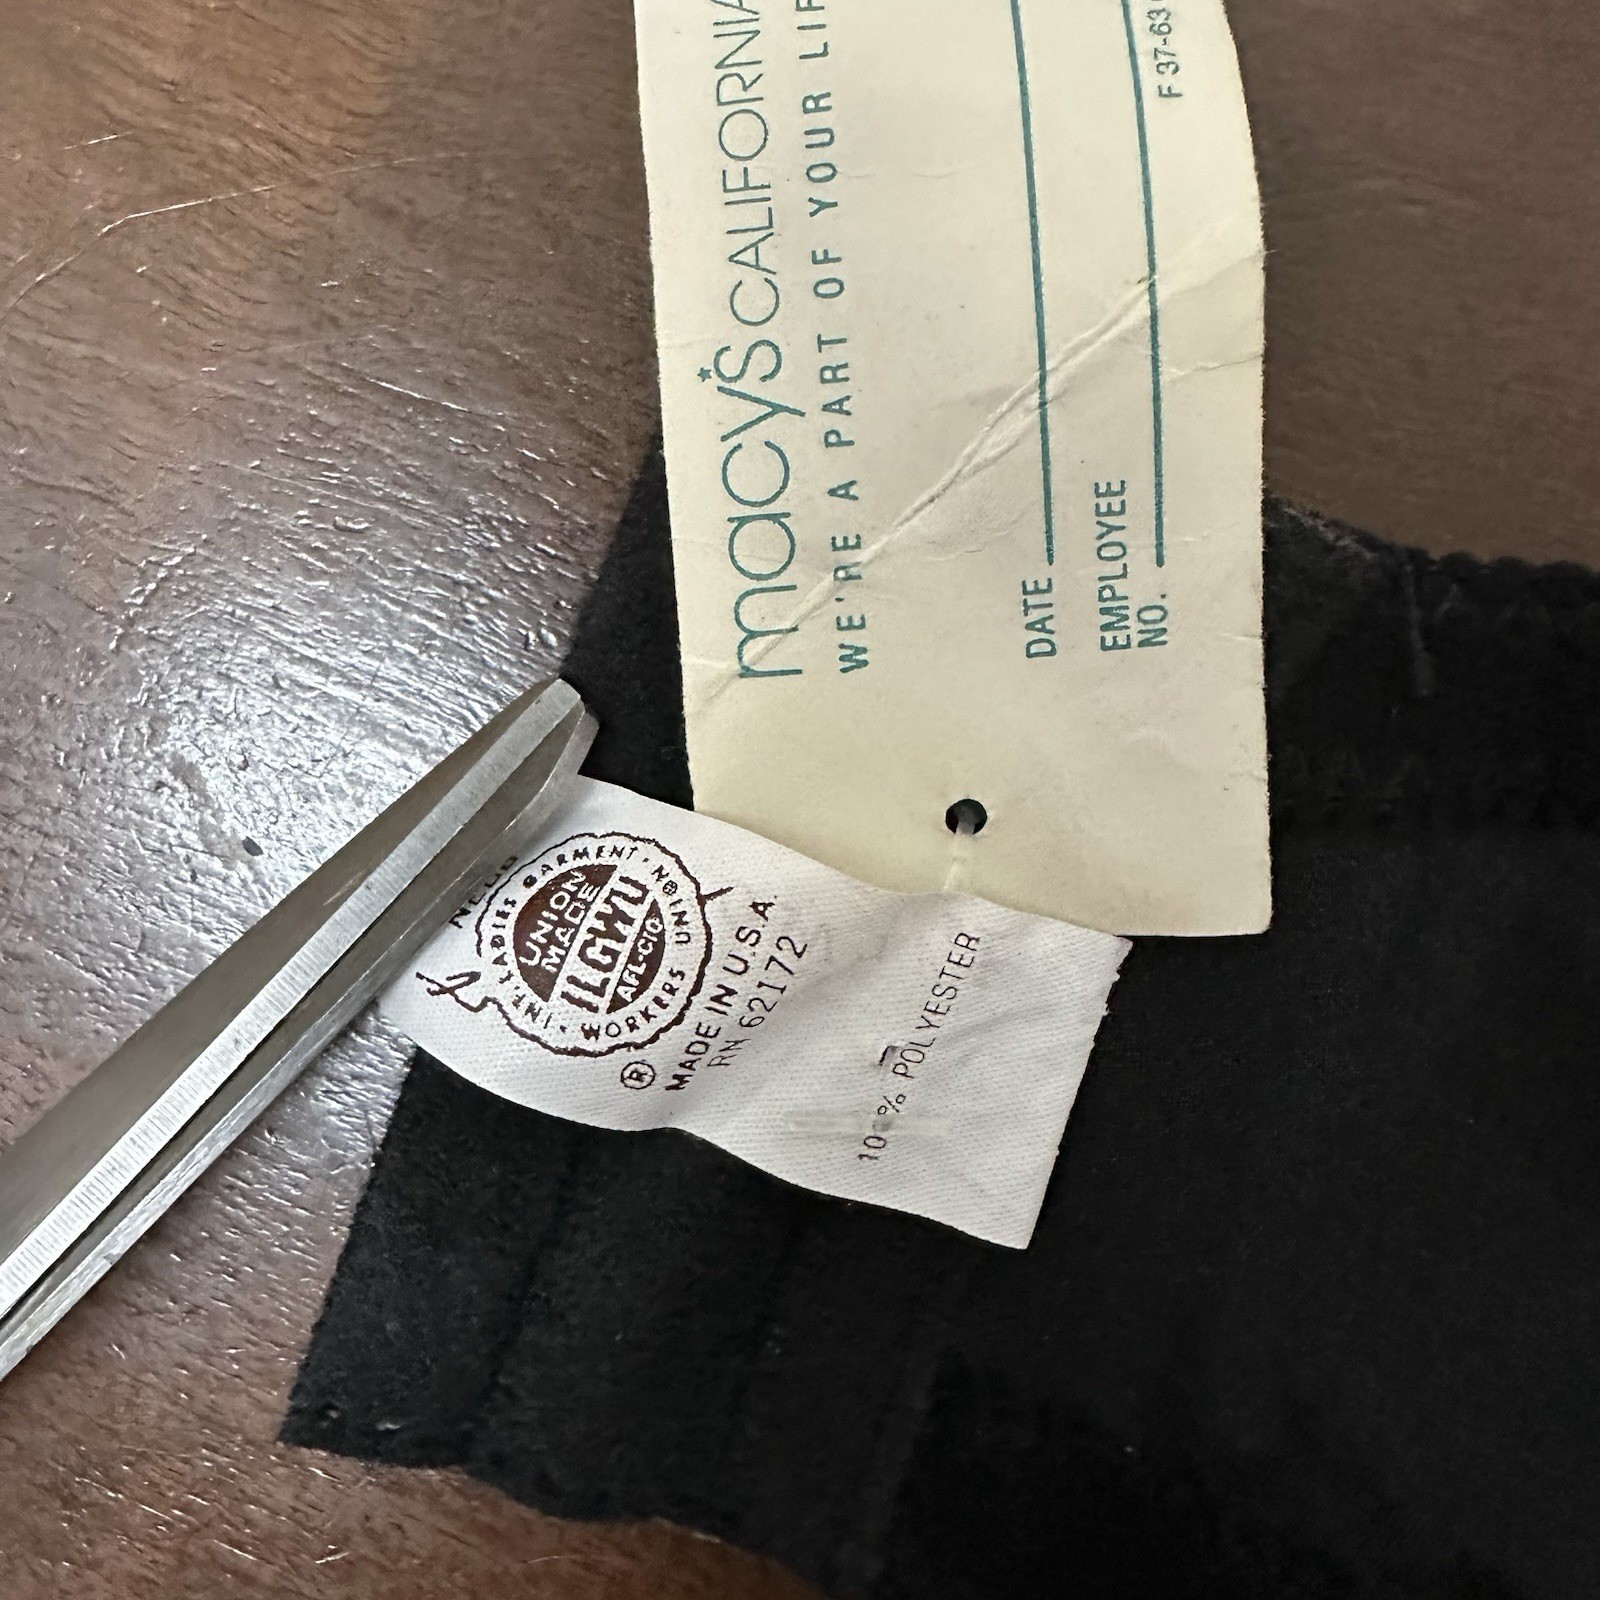 macy's CALIFORNIA
WE'RE A PART OF YOUR
DATE
EMPLOYEE
NO.
F 37-63
INT. LADIES GARMENT WORKERS UNION
UNION
MADE
ILGWU
AFL-CIO
®
MADE IN U.S.A.
RN 62172
% POLYESTER